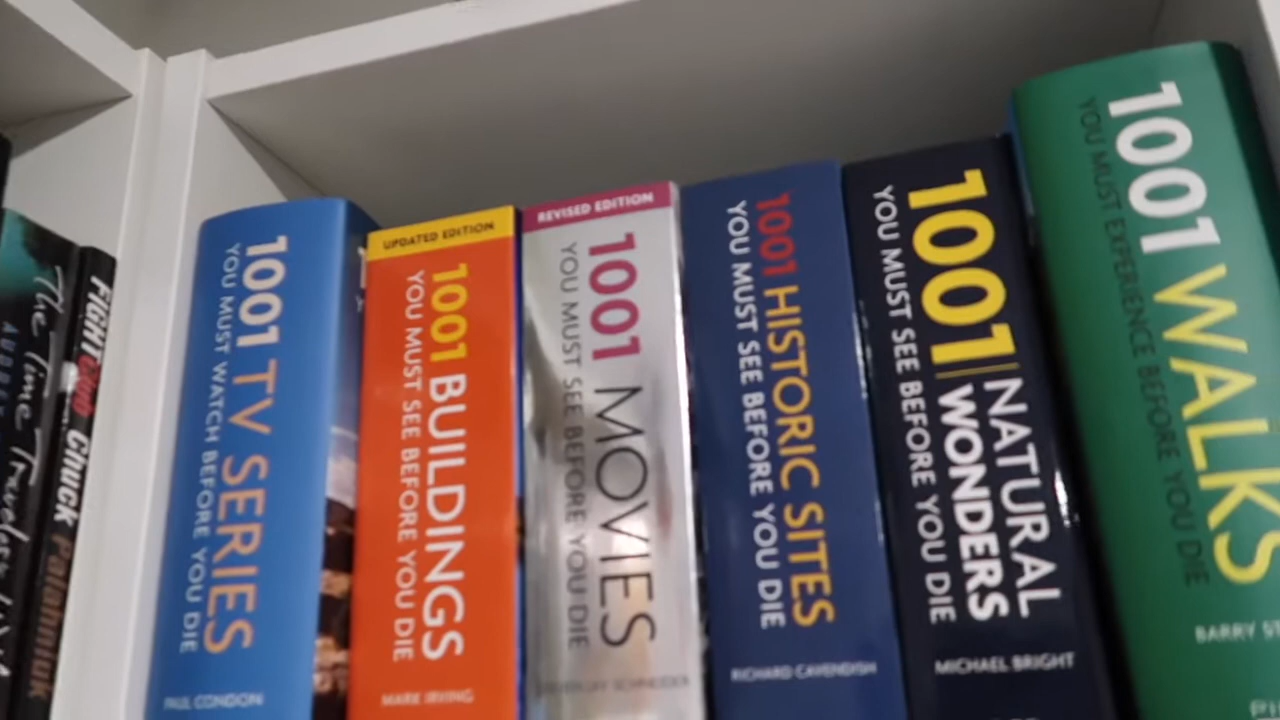 The Time Traveler's
FIGHT CLUB Chuck Palahniuk
1001 TV SERIES
YOU MUST WATCH BEFORE YOU DIE
PAUL CONDON
UPDATED EDITION
1001 BUILDINGS
YOU MUST SEE BEFORE YOU DIE
MARK IRVING
REVISED EDITION
1001 MOVIES
YOU MUST SEE BEFORE YOU DIE
SCHNEIDER
1001 HISTORIC SITES
YOU MUST SEE BEFORE YOU DIE
RICHARD CAVENDISH
1001 NATURAL
WONDERS
YOU MUST SEE BEFORE YOU DIE
MICHAEL BRIGHT
1001 WALKS
YOU MUST EXPERIENCE BEFORE YOU DIE
BARRY ST